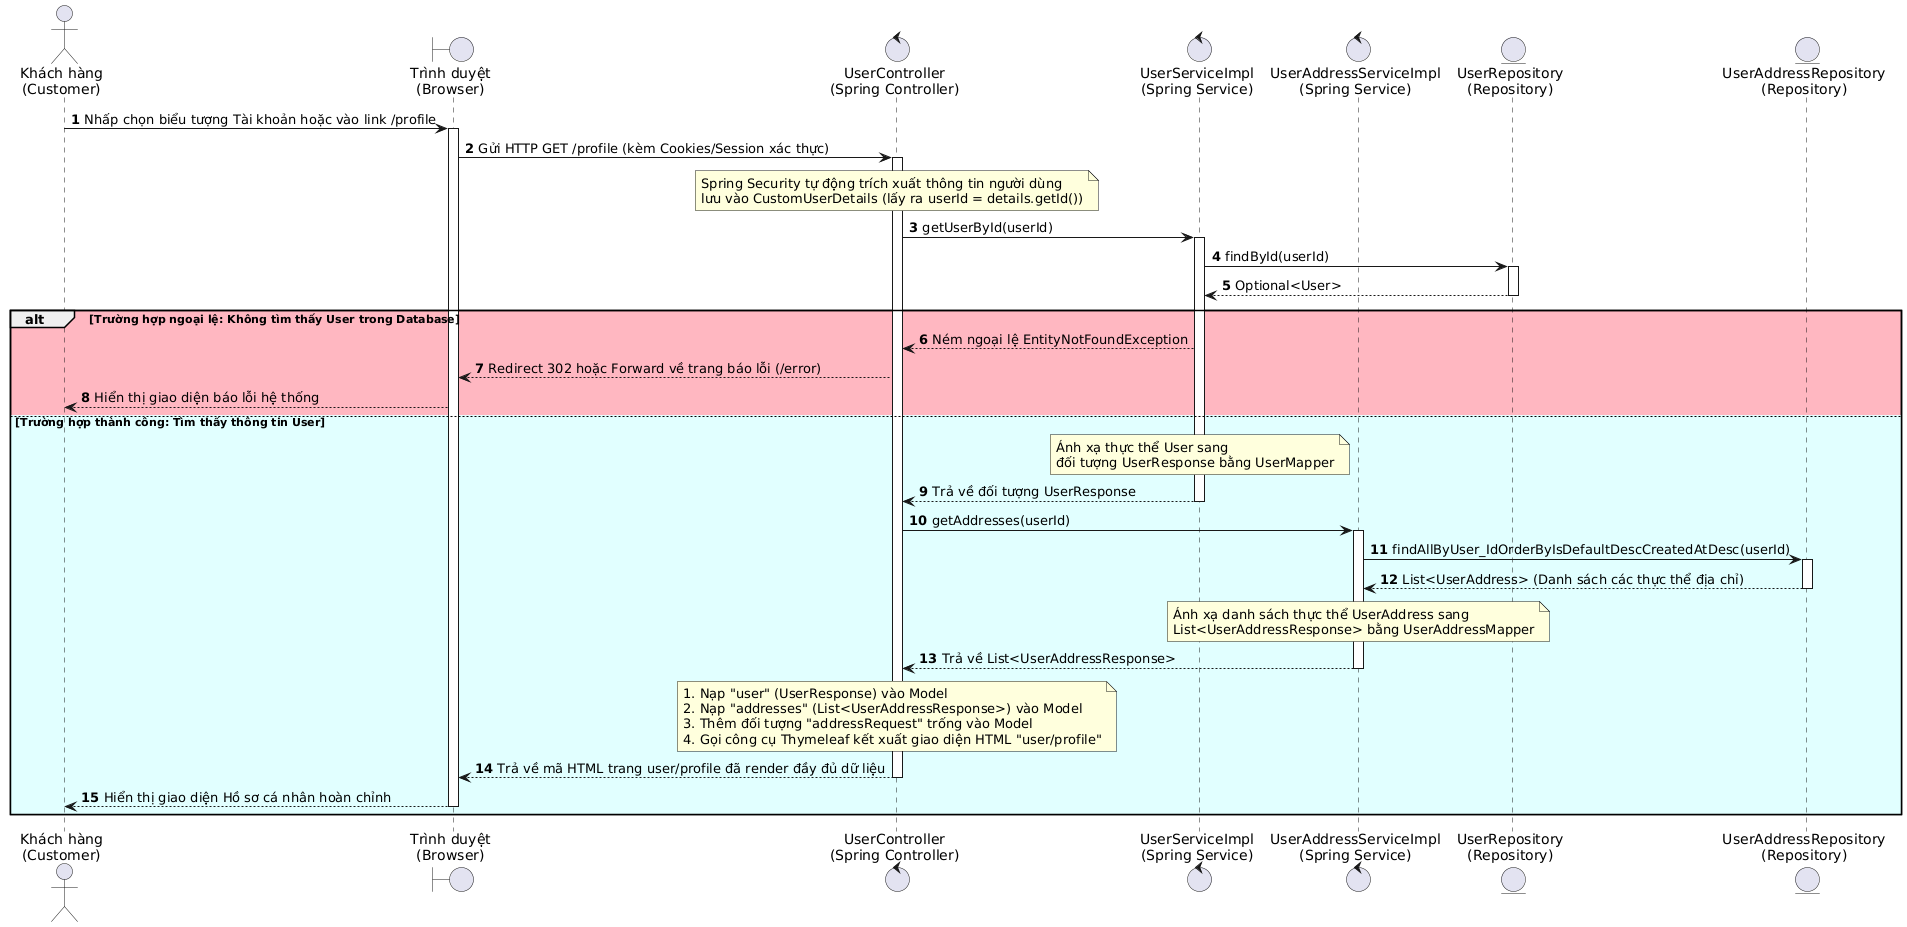 Khách hàng
(Customer)
Trình duyệt
(Browser)
UserController
(Spring Controller)
UserServiceImpl
(Spring Service)
UserAddressServiceImpl
(Spring Service)
UserRepository
(Repository)
UserAddressRepository
(Repository)
1 Nhấp chọn biểu tượng Tài khoản hoặc vào link /profile
2 Gửi HTTP GET /profile (kèm Cookies/Session xác thực)
Spring Security tự động trích xuất thông tin người dùng
lưu vào CustomUserDetails (lấy ra userId = details.getId())
3 getUserById(userId)
4 findById(userId)
5 Optional<User>
alt [Trường hợp ngoại lệ: Không tìm thấy User trong Database]
6 Ném ngoại lệ EntityNotFoundException
7 Redirect 302 hoặc Forward về trang báo lỗi (/error)
8 Hiển thị giao diện báo lỗi hệ thống
[Trường hợp thành công: Tìm thấy thông tin User]
Ánh xạ thực thể User sang
đối tượng UserResponse bằng UserMapper
9 Trả về đối tượng UserResponse
10 getAddresses(userId)
11 findAllByUser_IdOrderByIsDefaultDescCreatedAtDesc(userId)
12 List<UserAddress> (Danh sách các thực thể địa chỉ)
Ánh xạ danh sách thực thể UserAddress sang
List<UserAddressResponse> bằng UserAddressMapper
13 Trả về List<UserAddressResponse>
1. Nạp "user" (UserResponse) vào Model
2. Nạp "addresses" (List<UserAddressResponse>) vào Model
3. Thêm đối tượng "addressRequest" trống vào Model
4. Gọi công cụ Thymeleaf kết xuất giao diện HTML "user/profile"
14 Trả về mã HTML trang user/profile đã render đầy đủ dữ liệu
15 Hiển thị giao diện Hồ sơ cá nhân hoàn chỉnh
Khách hàng
(Customer)
Trình duyệt
(Browser)
UserController
(Spring Controller)
UserServiceImpl
(Spring Service)
UserAddressServiceImpl
(Spring Service)
UserRepository
(Repository)
UserAddressRepository
(Repository)